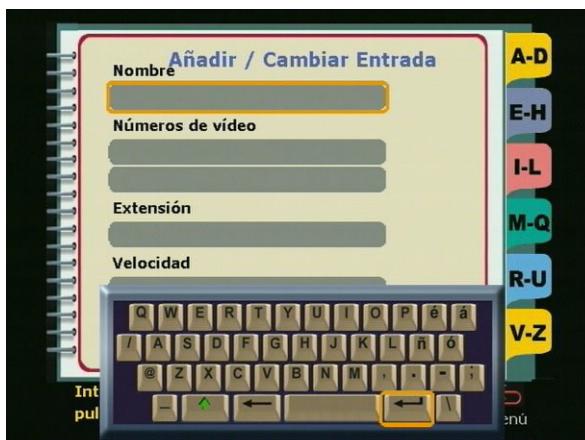 Añadir / Cambiar Entrada
Nombre
Números de vídeo
Extensión
Velocidad
A-D
E-H
I-L
M-Q
R-U
V-Z
Q W E R T Y U I O P é á
/ A S D F G H J K L ñ ó
@ Z X C V B N M , . - ;
_ \
Int
pul
enú